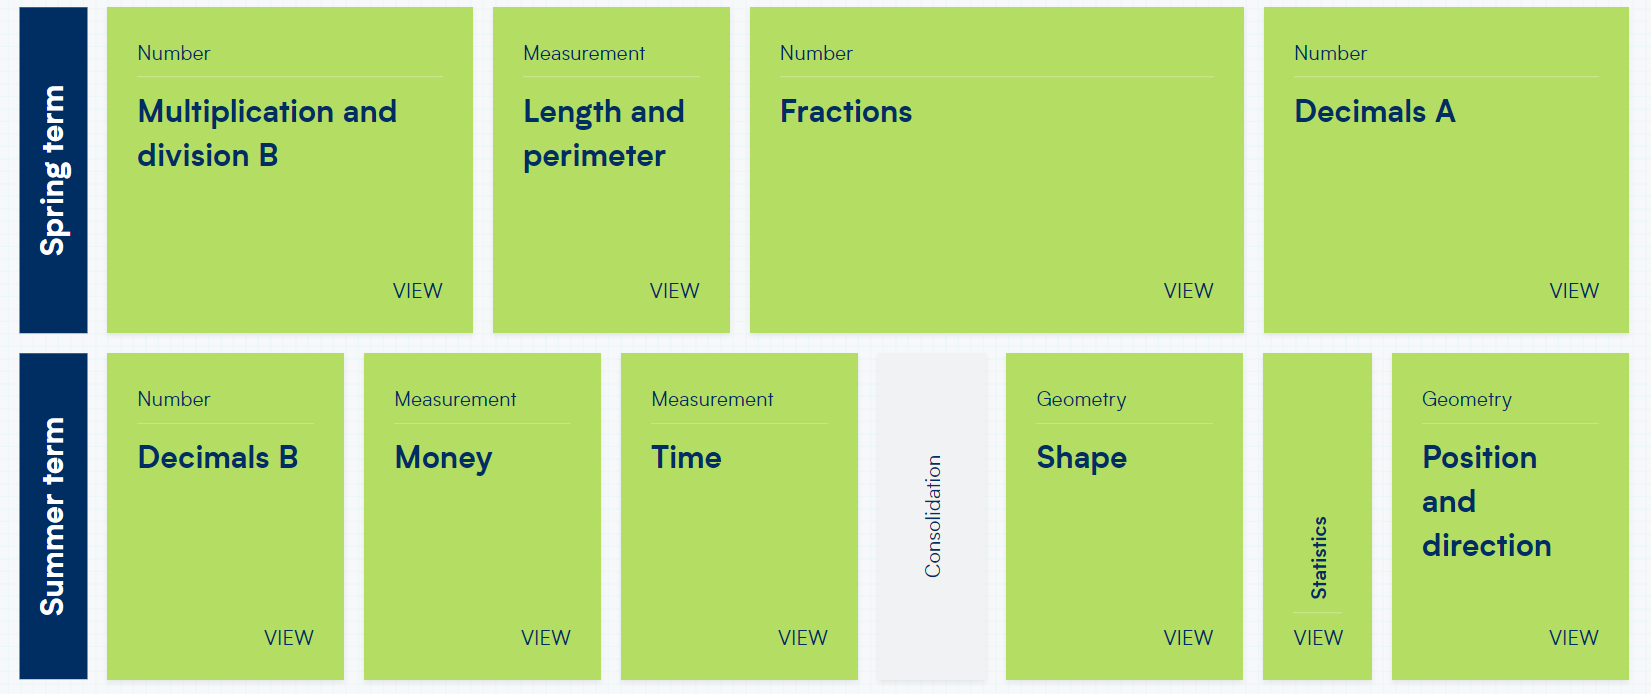 Spring term
Number
Multiplication and
division B
VIEW
Measurement
Length and
perimeter
VIEW
Number
Fractions
VIEW
Number
Decimals A
VIEW
Summer term
Number
Decimals B
VIEW
Measurement
Money
VIEW
Measurement
Time
VIEW
Consolidation
Geometry
Shape
VIEW
Statistics
VIEW
Geometry
Position
and
direction
VIEW